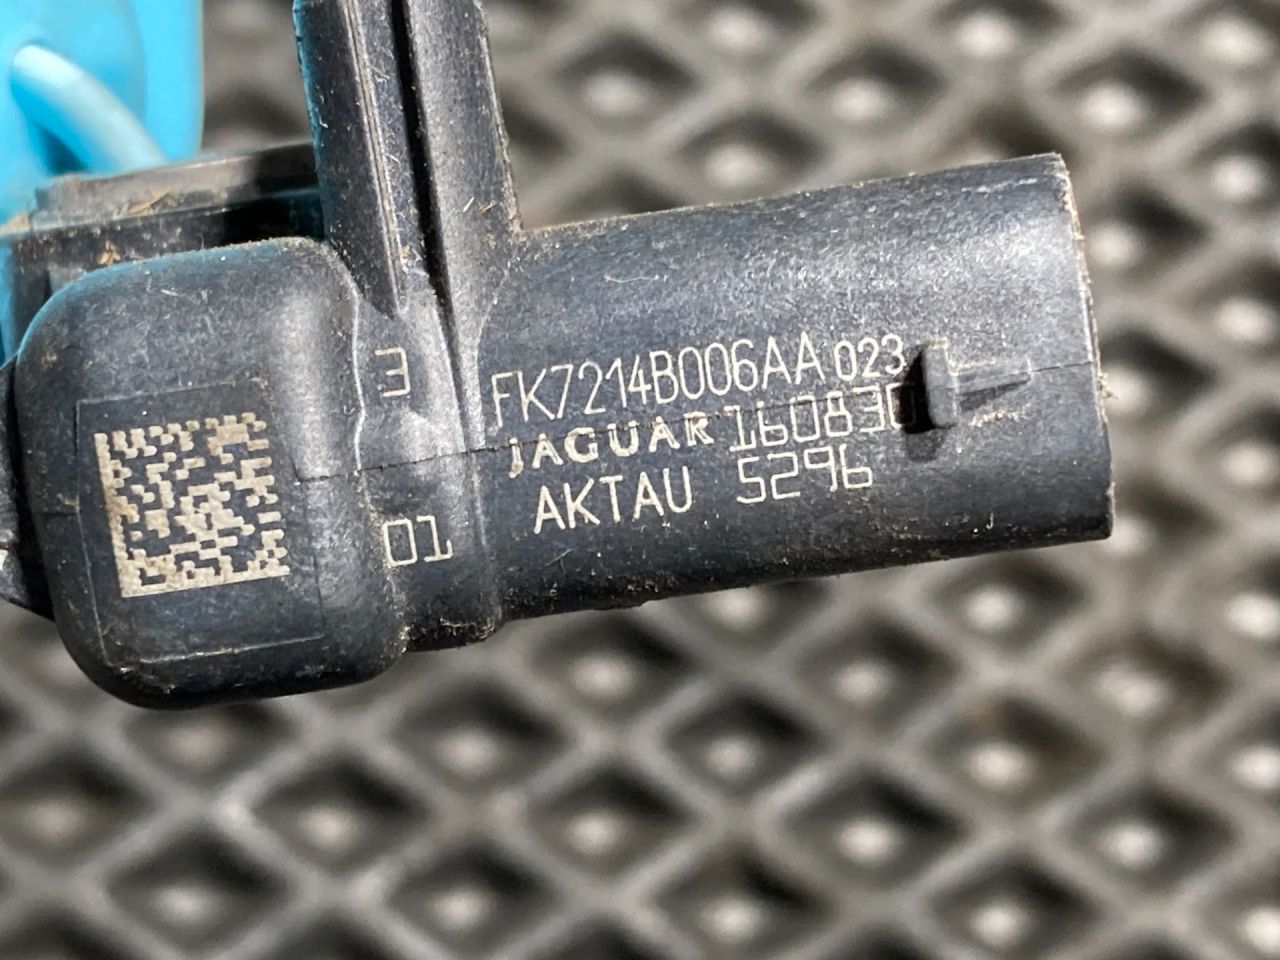 3
FK7214B006AA 023
JAGUAR 160830
AKTAU 5296
01